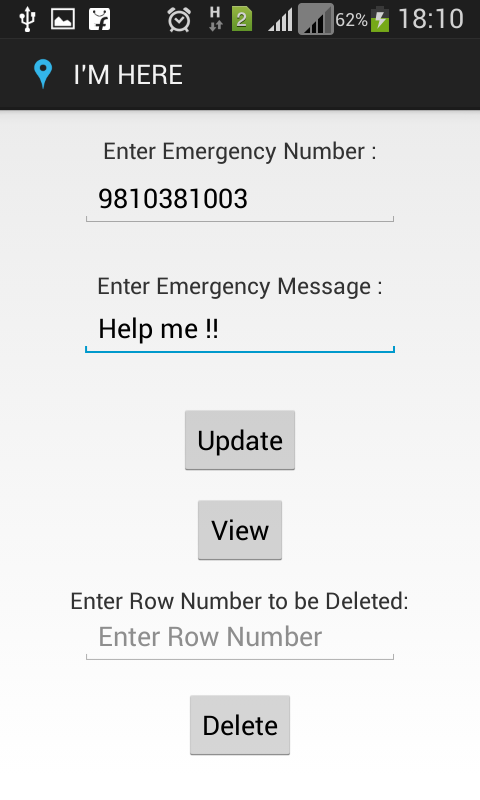 H 2 62% 18:10
I'M HERE
Enter Emergency Number :
9810381003
Enter Emergency Message :
Help me !!
Update
View
Enter Row Number to be Deleted:
Enter Row Number
Delete